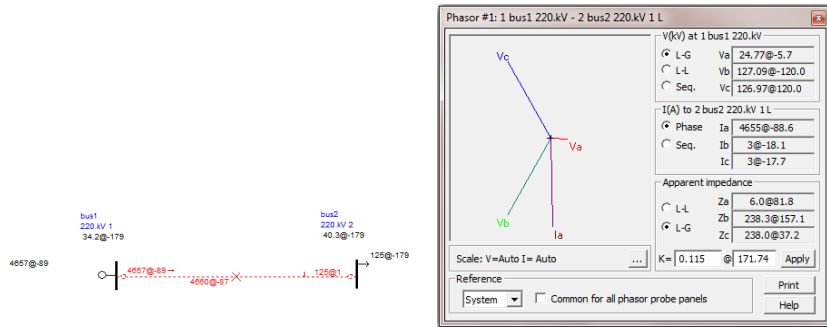 bus1
220.kV 1
34.2@-179
4657@-89
4657@-89
4660@-87
bus2
220.kV 2
40.3@-179
125@-179
125@1
Phasor #1: 1 bus1 220.kV - 2 bus2 220.kV 1 L
Vc
Va
Vb
Ia
Scale: V=Auto I= Auto
...
V(kV) at 1 bus1 220.kV
L-G Va 24.77@-5.7
L-L Vb 127.09@-120.0
Seq. Vc 126.97@120.0
I(A) to 2 bus2 220.kV 1 L
Phase Ia 4655@-88.6
Seq. Ib 3@-18.1
Ic 3@-17.7
Apparent impedance
Za 6.0@81.8
L-L
Zb 238.3@157.1
L-G
Zc 238.0@37.2
K= 0.115 @ 171.74 Apply
Reference
System
Common for all phasor probe panels
Print
Help